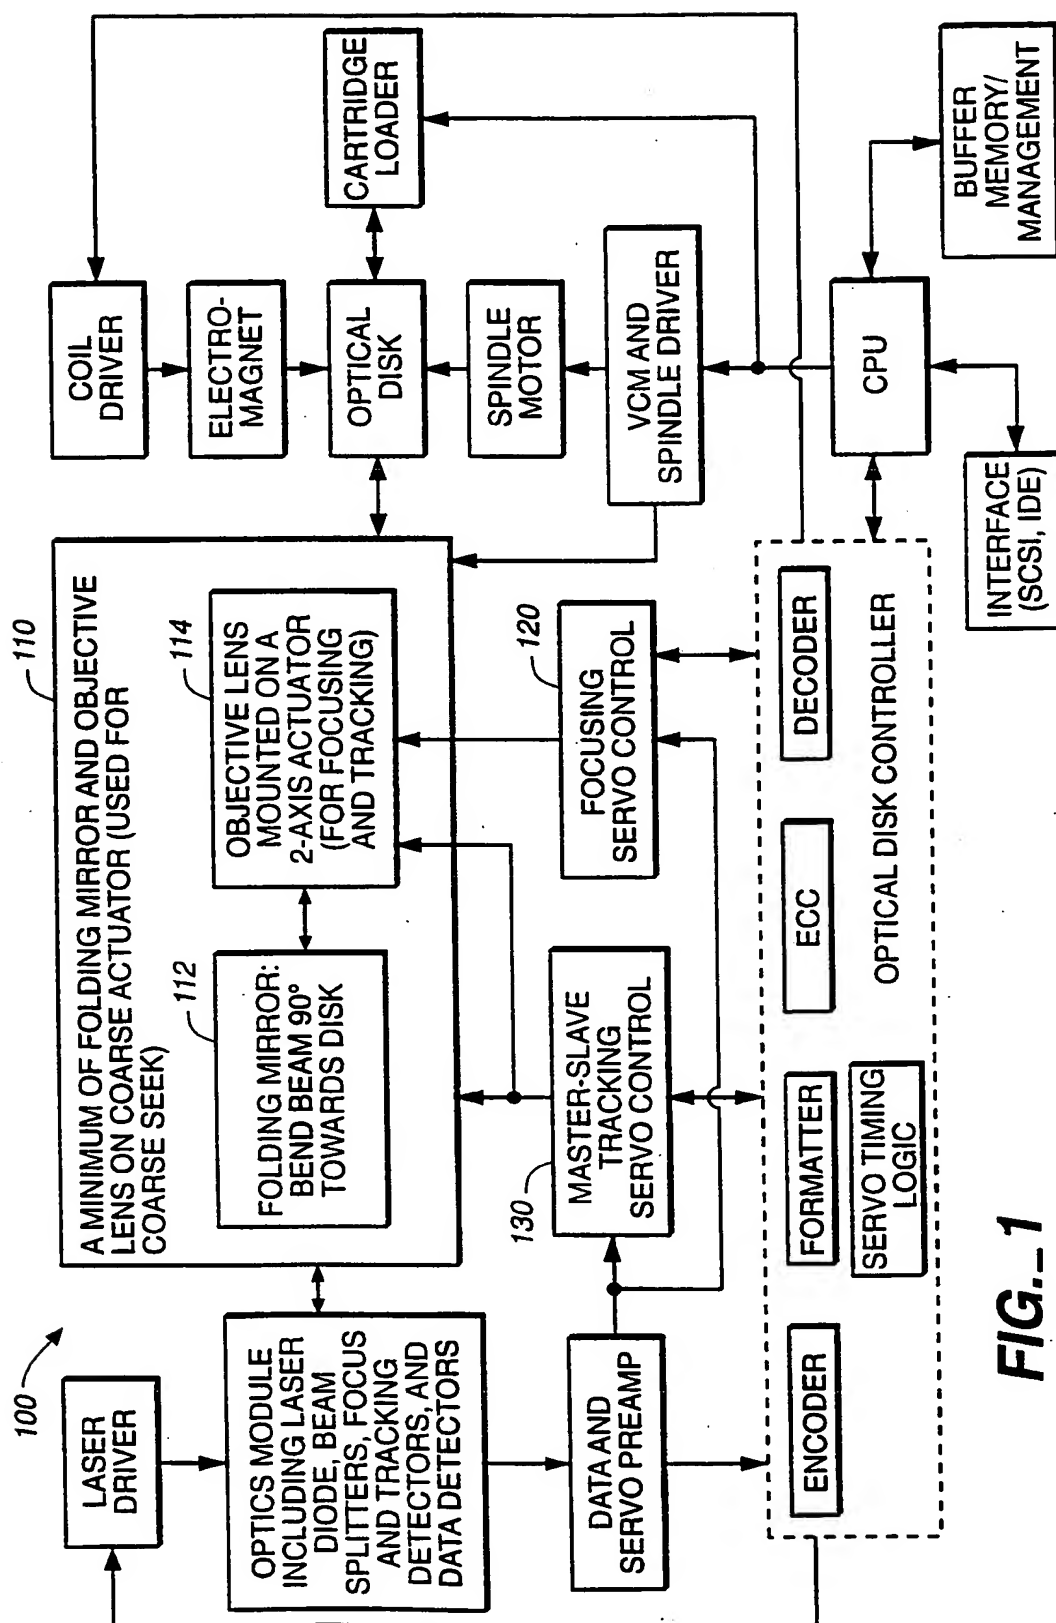 100
LASER
DRIVER
OPTICS MODULE
INCLUDING LASER
DIODE, BEAM
SPLITTERS, FOCUS
AND TRACKING
DETECTORS, AND
DATA DETECTORS
DATA AND
SERVO PREAMP
110
A MINIMUM OF FOLDING MIRROR AND OBJECTIVE
LENS ON COARSE ACTUATOR (USED FOR
COARSE SEEK)
112
FOLDING MIRROR:
BEND BEAM 90°
TOWARDS DISK
114
OBJECTIVE LENS
MOUNTED ON A
2-AXIS ACTUATOR
(FOR FOCUSING
AND TRACKING)
130
MASTER-SLAVE
TRACKING
SERVO CONTROL
120
FOCUSING
SERVO CONTROL
COIL
DRIVER
ELECTRO-
MAGNET
OPTICAL
DISK
CARTRIDGE
LOADER
SPINDLE
MOTOR
VCM AND
SPINDLE DRIVER
CPU
BUFFER
MEMORY/
MANAGEMENT
INTERFACE
(SCSI, IDE)
ENCODER
FORMATTER
ECC
DECODER
SERVO TIMING
LOGIC
OPTICAL DISK CONTROLLER
FIG._1